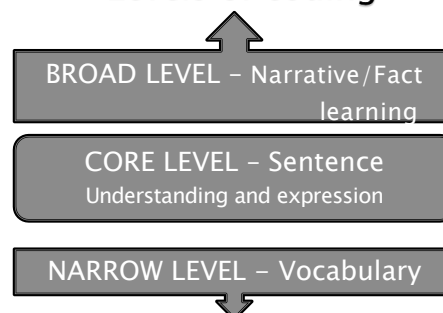 BROAD LEVEL – Narrative/Fact
learning
CORE LEVEL – Sentence
Understanding and expression
NARROW LEVEL – Vocabulary